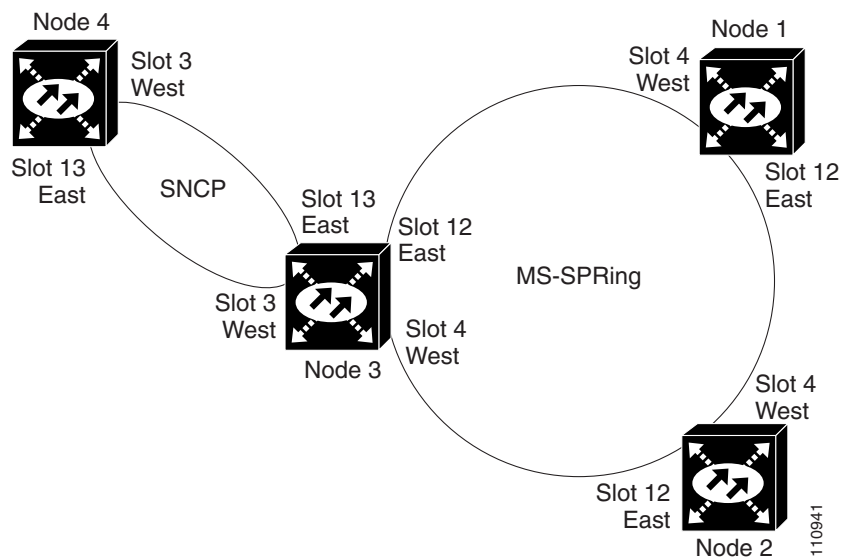 Node 4
Slot 3
West
Slot 13
East
SNCP
Slot 13
East
Slot 3
West
Node 3
Slot 12
East
Slot 4
West
MS-SPRing
Node 1
Slot 4
West
Slot 12
East
Slot 4
West
Slot 12
East
Node 2
110941